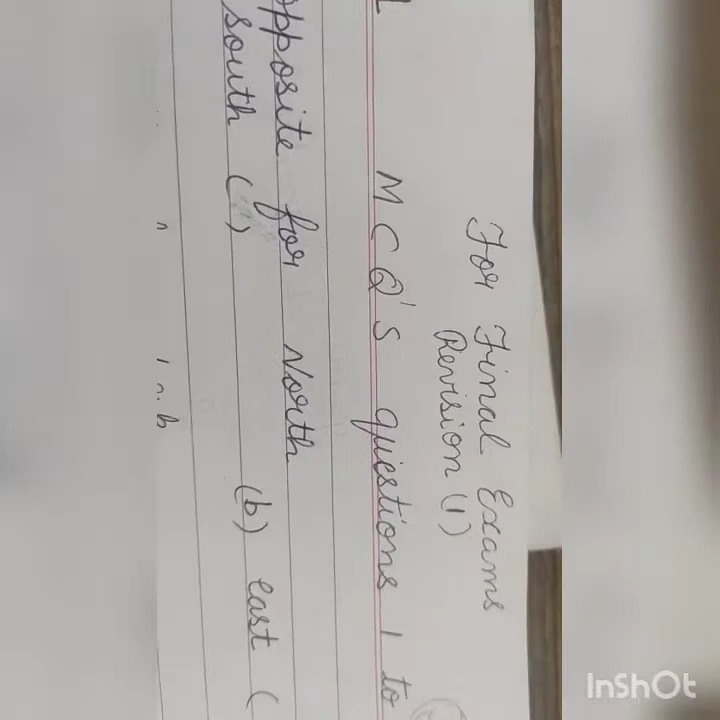 For Final Exams
Revision (1)
MCQ's questions 1 to
opposite for North
south ( ) (b) east (
InShOt